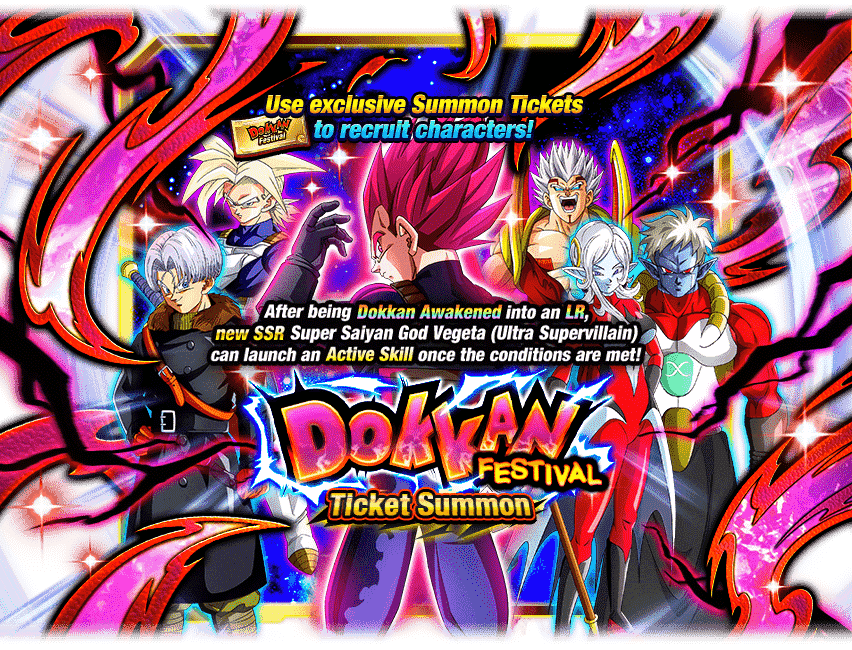 Use exclusive Summon Tickets
DOKKAN
Festival
to recruit characters!
After being Dokkan Awakened into an LR,
new SSR Super Saiyan God Vegeta (Ultra Supervillain)
can launch an Active Skill once the conditions are met!
DOKKAN
FESTIVAL
Ticket Summon